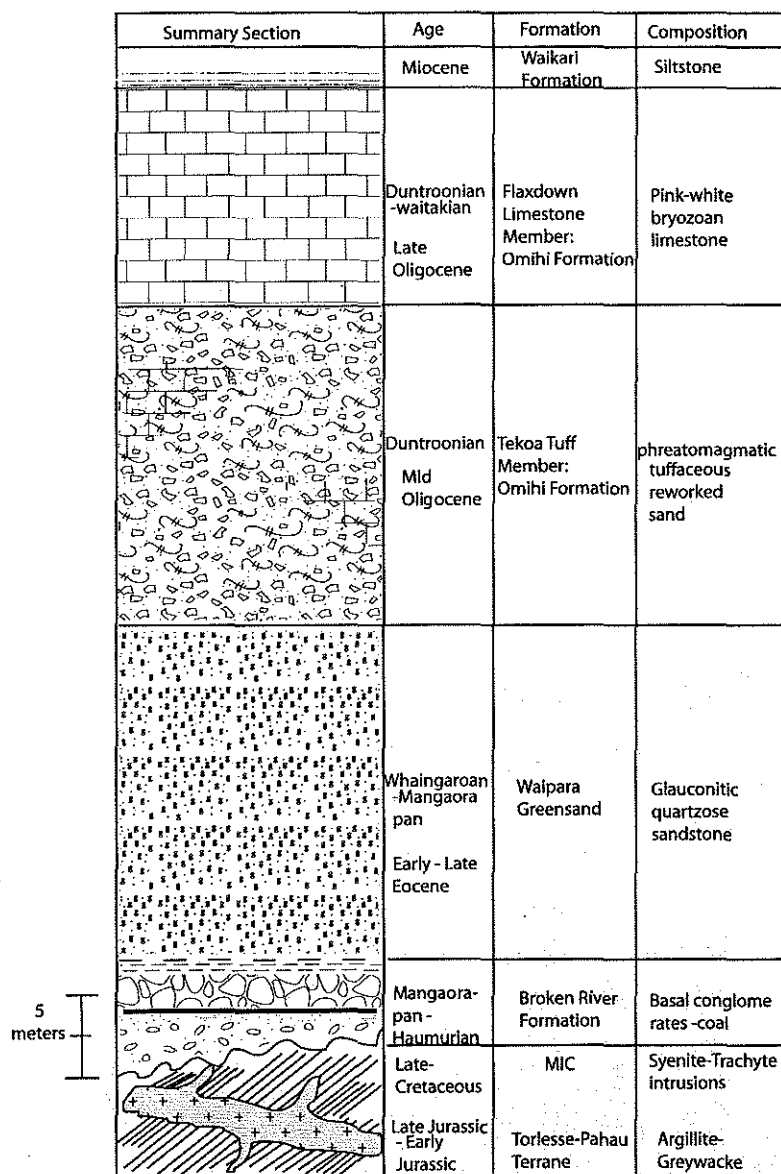 Summary Section
Age
Formation
Composition
Miocene
Waikari
Formation
Siltstone
Duntroonian
-waitakian
Late
Oligocene
Flaxdown
Limestone
Member:
Omihi Formation
Pink-white
bryozoan
limestone
Duntroonian
Mid
Oligocene
Tekoa Tuff
Member:
Omihi Formation
phreatomagmatic
tuffaceous
reworked
sand
Whaingaroan
-Mangaora
pan
Early - Late
Eocene
Waipara
Greensand
Glauconitic
quartzose
sandstone
5
meters
Mangaora-
pan -
Haumurian
Broken River
Formation
Basal conglome
rates -coal
Late-
Cretaceous
MIC
Syenite-Trachyte
intrusions
Late Jurassic
- Early
Jurassic
Torlesse-Pahau
Terrane
Argillite-
Greywacke